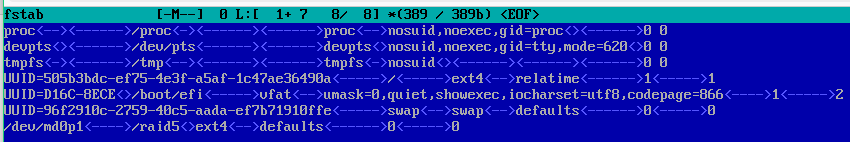 fstab [-M--] 0 L:[ 1+ 7 8/ 8] *(389 / 389b) <EOF>
proc<--><------>/proc<--><------><------>proc<-->nosuid,noexec,gid=proc<><------>0 0
devpts<><------>/dev/pts<------><------>devpts<>nosuid,noexec,gid=tty,mode=620<>0 0
tmpfs<-><------>/tmp<---><------><------>tmpfs<->nosuid<><----><------><------>0 0
UUID=505b3bdc-ef75-4e3f-a5af-1c47ae36490a<----->/<----->ext4<-->relatime<------>1<----->1
UUID=D16C-8ECE<>/boot/efi<----->vfat<-->umask=0,quiet,showexec,iocharset=utf8,codepage=866<---->1<----->2
UUID=96f2910c-2759-40c5-aada-ef7b71910ffe<----->swap<-->swap<-->defaults<------>0<----->0
/dev/md0p1<---->/raid5<>ext4<-->defaults<------>0<----->0